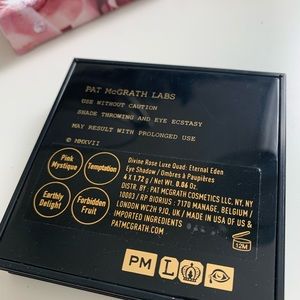 PAT McGRATH LABS
USE WITHOUT CAUTION
SHADE THROWING AND EYE ECSTASY
MAY RESULT WITH PROLONGED USE
© MMXVII
Pink
Mystique
Temptation
Earthly
Delight
Forbidden
Fruit
Divine Rose Luxe Quad: Eternal Eden
Eye Shadow / Ombres à Paupières
4 x 1.72 g / Net Wt. 0.06 Oz.
DISTR. BY: PAT McGRATH COSMETICS LLC, NY, NY
10023 / RP BIORIUS / 7170 MANAGE, BELGIUM /
LONDON WC2H 9JQ, UK / MADE IN USA OF US &
IMPORTED INGREDIENTS
PATMCGRATH.COM
12M
PM L